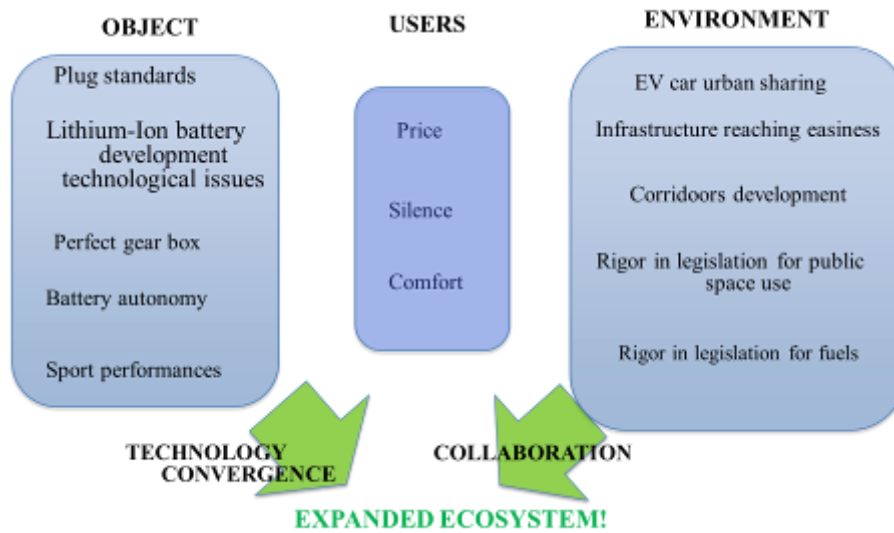 OBJECT
Plug standards
Lithium-Ion battery
development
technological issues
Perfect gear box
Battery autonomy
Sport performances
USERS
Price
Silence
Comfort
ENVIRONMENT
EV car urban sharing
Infrastructure reaching easiness
Corridoors development
Rigor in legislation for public
space use
Rigor in legislation for fuels
TECHNOLOGY
CONVERGENCE
COLLABORATION
EXPANDED ECOSYSTEM!